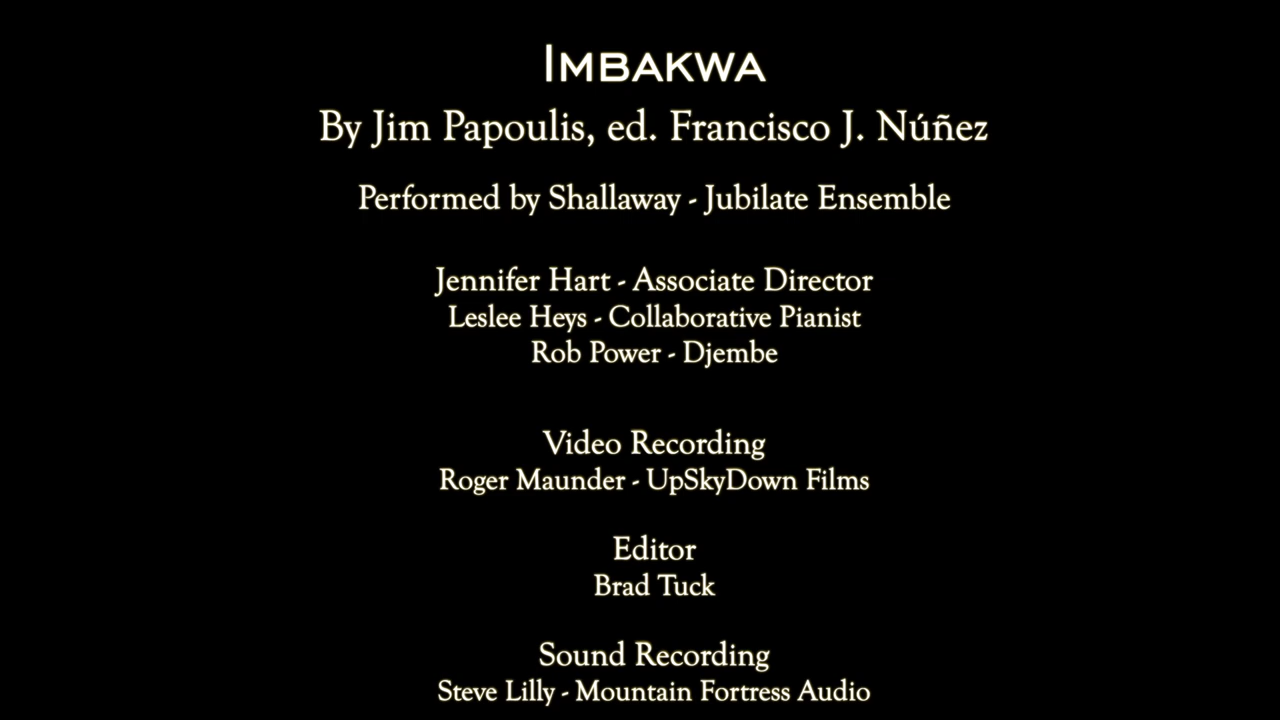 IMBAKWA
By Jim Papoulis, ed. Francisco J. Núñez
Performed by Shallaway - Jubilate Ensemble
Jennifer Hart - Associate Director
Leslee Heys - Collaborative Pianist
Rob Power - Djembe
Video Recording
Roger Maunder - UpSkyDown Films
Editor
Brad Tuck
Sound Recording
Steve Lilly - Mountain Fortress Audio